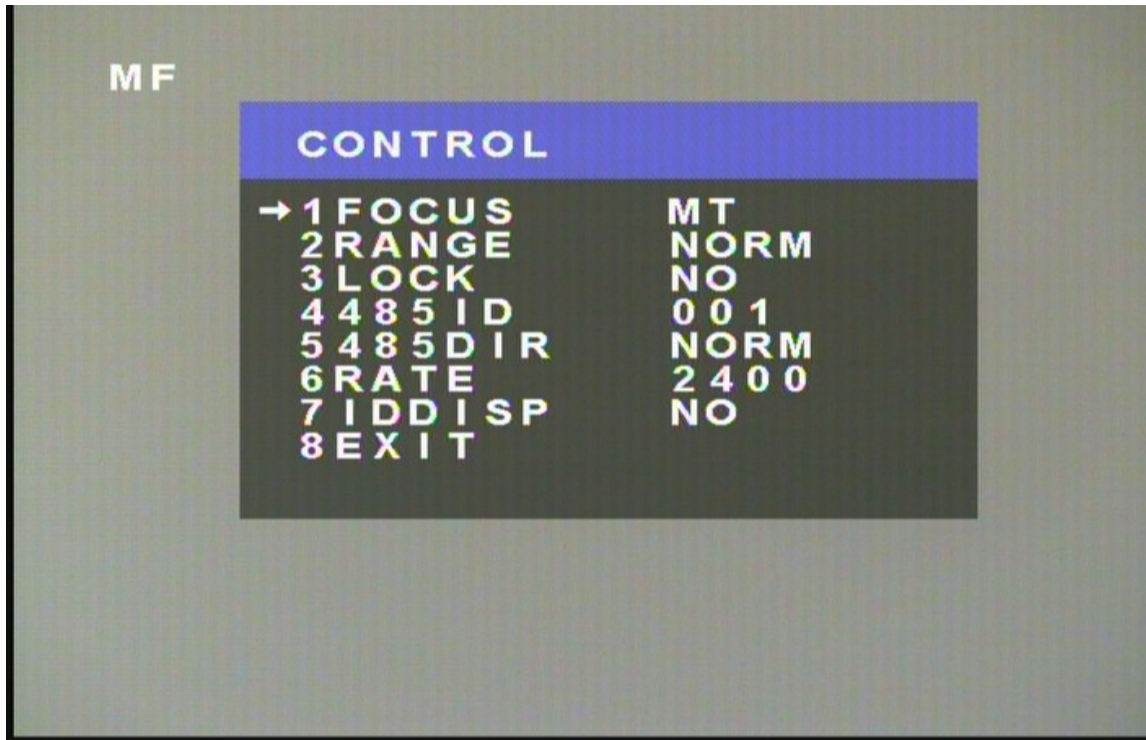 MF
CONTROL
→1FOCUS MT
2RANGE NORM
3LOCK NO
4485ID 001
5485DIR NORM
6RATE 2400
7IDDISP NO
8EXIT